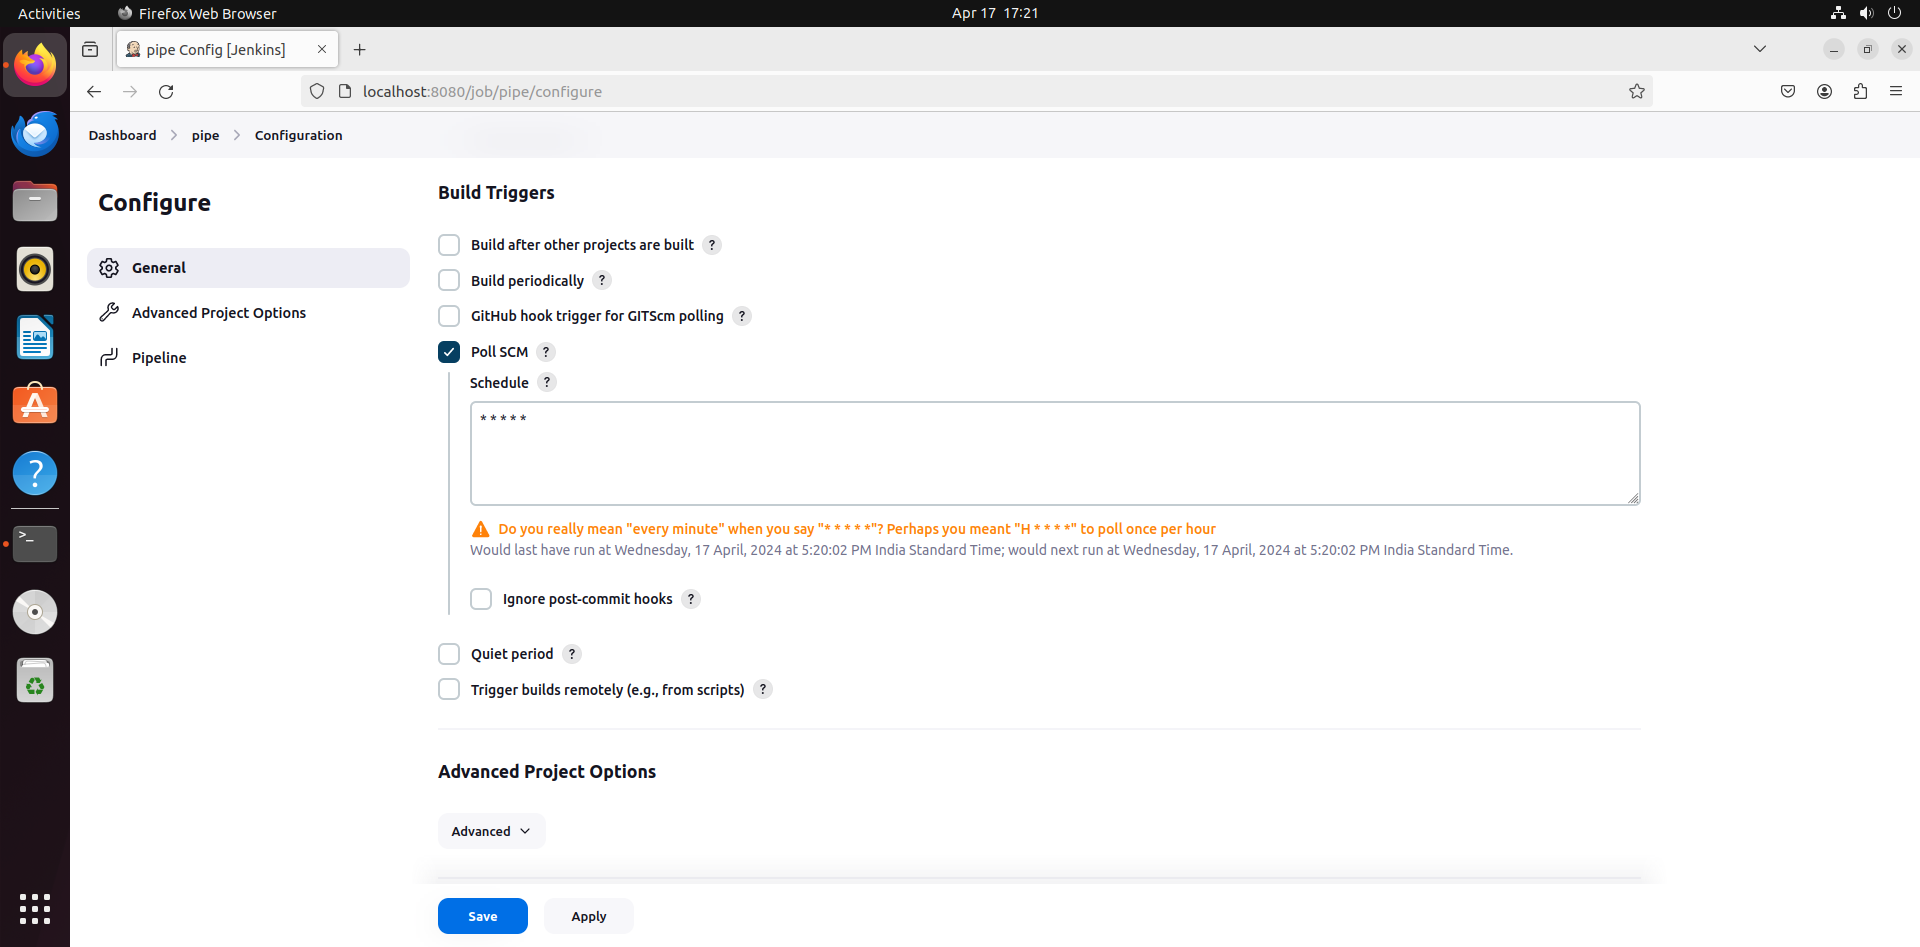 Activities
Firefox Web Browser
Apr 17 17:21
pipe Config [Jenkins]
localhost:8080/job/pipe/configure
Dashboard
pipe
Configuration
Configure
General
Advanced Project Options
Pipeline
Build Triggers
Build after other projects are built ?
Build periodically ?
GitHub hook trigger for GITScm polling ?
Poll SCM ?
Schedule ?
* * * * *
Do you really mean "every minute" when you say "* * * * *"? Perhaps you meant "H * * * *" to poll once per hour
Would last have run at Wednesday, 17 April, 2024 at 5:20:02 PM India Standard Time; would next run at Wednesday, 17 April, 2024 at 5:20:02 PM India Standard Time.
Ignore post-commit hooks ?
Quiet period ?
Trigger builds remotely (e.g., from scripts) ?
Advanced Project Options
Advanced
Save
Apply